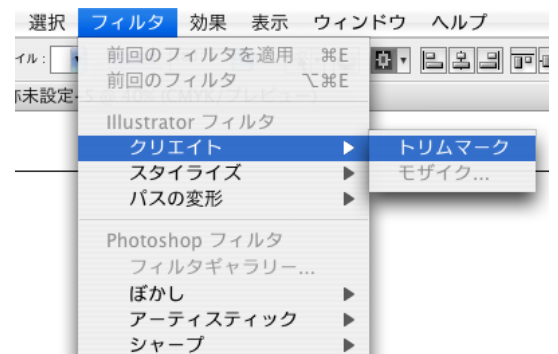 選択 フィルタ 効果 表示 ウィンドウ ヘルプ
イル:
前回のフィルタを適用 ⌘E
前回のフィルタ ⌥⌘E
未設定-
Illustrator フィルタ
クリエイト ▶ トリムマーク
スタイライズ ▶ モザイク...
パスの変形 ▶
Photoshop フィルタ
フィルタギャラリー...
ぼかし ▶
アーティスティック ▶
シャープ ▶